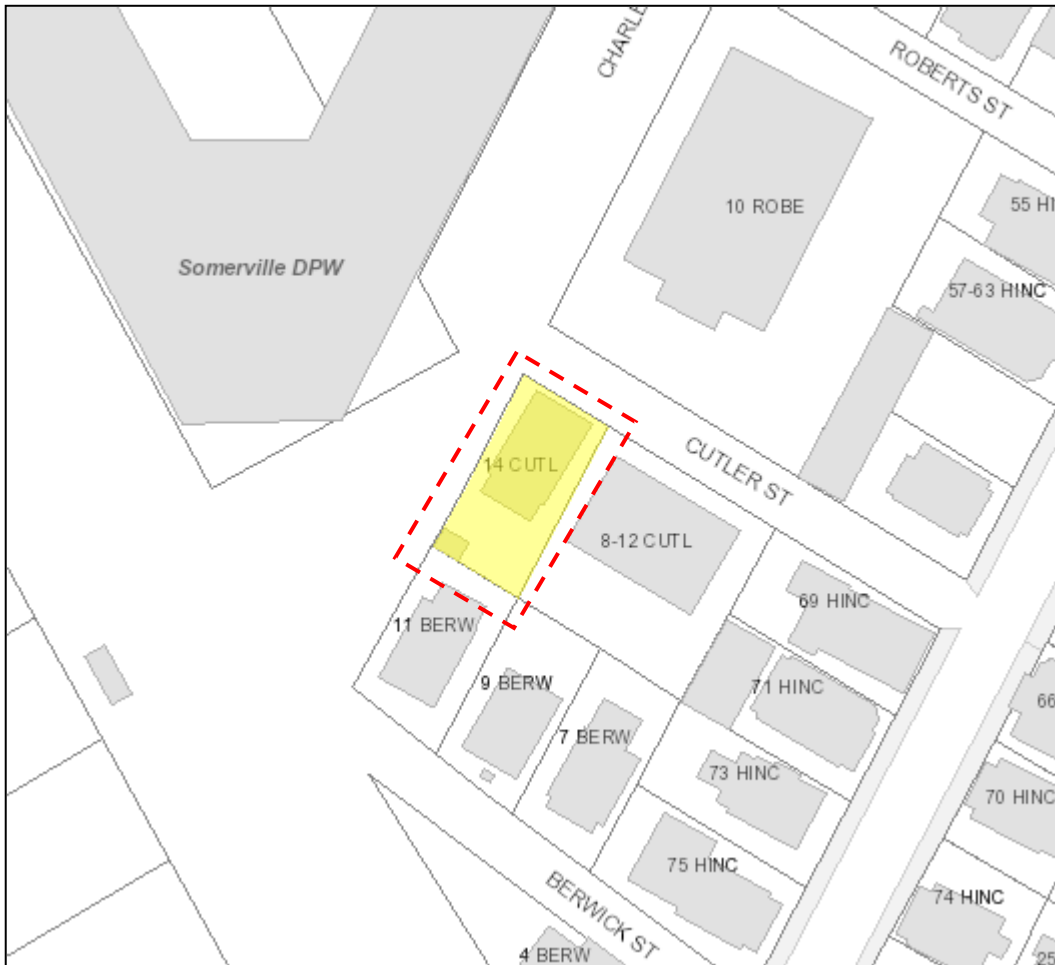 CHARLE
ROBERTS ST
10 ROBE
55 HI
Somerville DPW
57-63 HINC
CUTLER ST
14 CUTL
8-12 CUTL
69 HINC
11 BERW
9 BERW
71 HINC
66
7 BERW
73 HINC
70 HINC
75 HINC
74 HINC
BERWICK ST
4 BERW
25